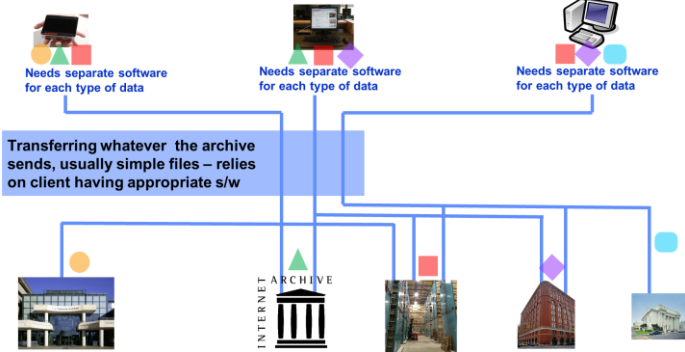 Needs separate software
for each type of data
Needs separate software
for each type of data
Needs separate software
for each type of data
Transferring whatever the archive
sends, usually simple files – relies
on client having appropriate s/w
INTERNET
ARCHIVE